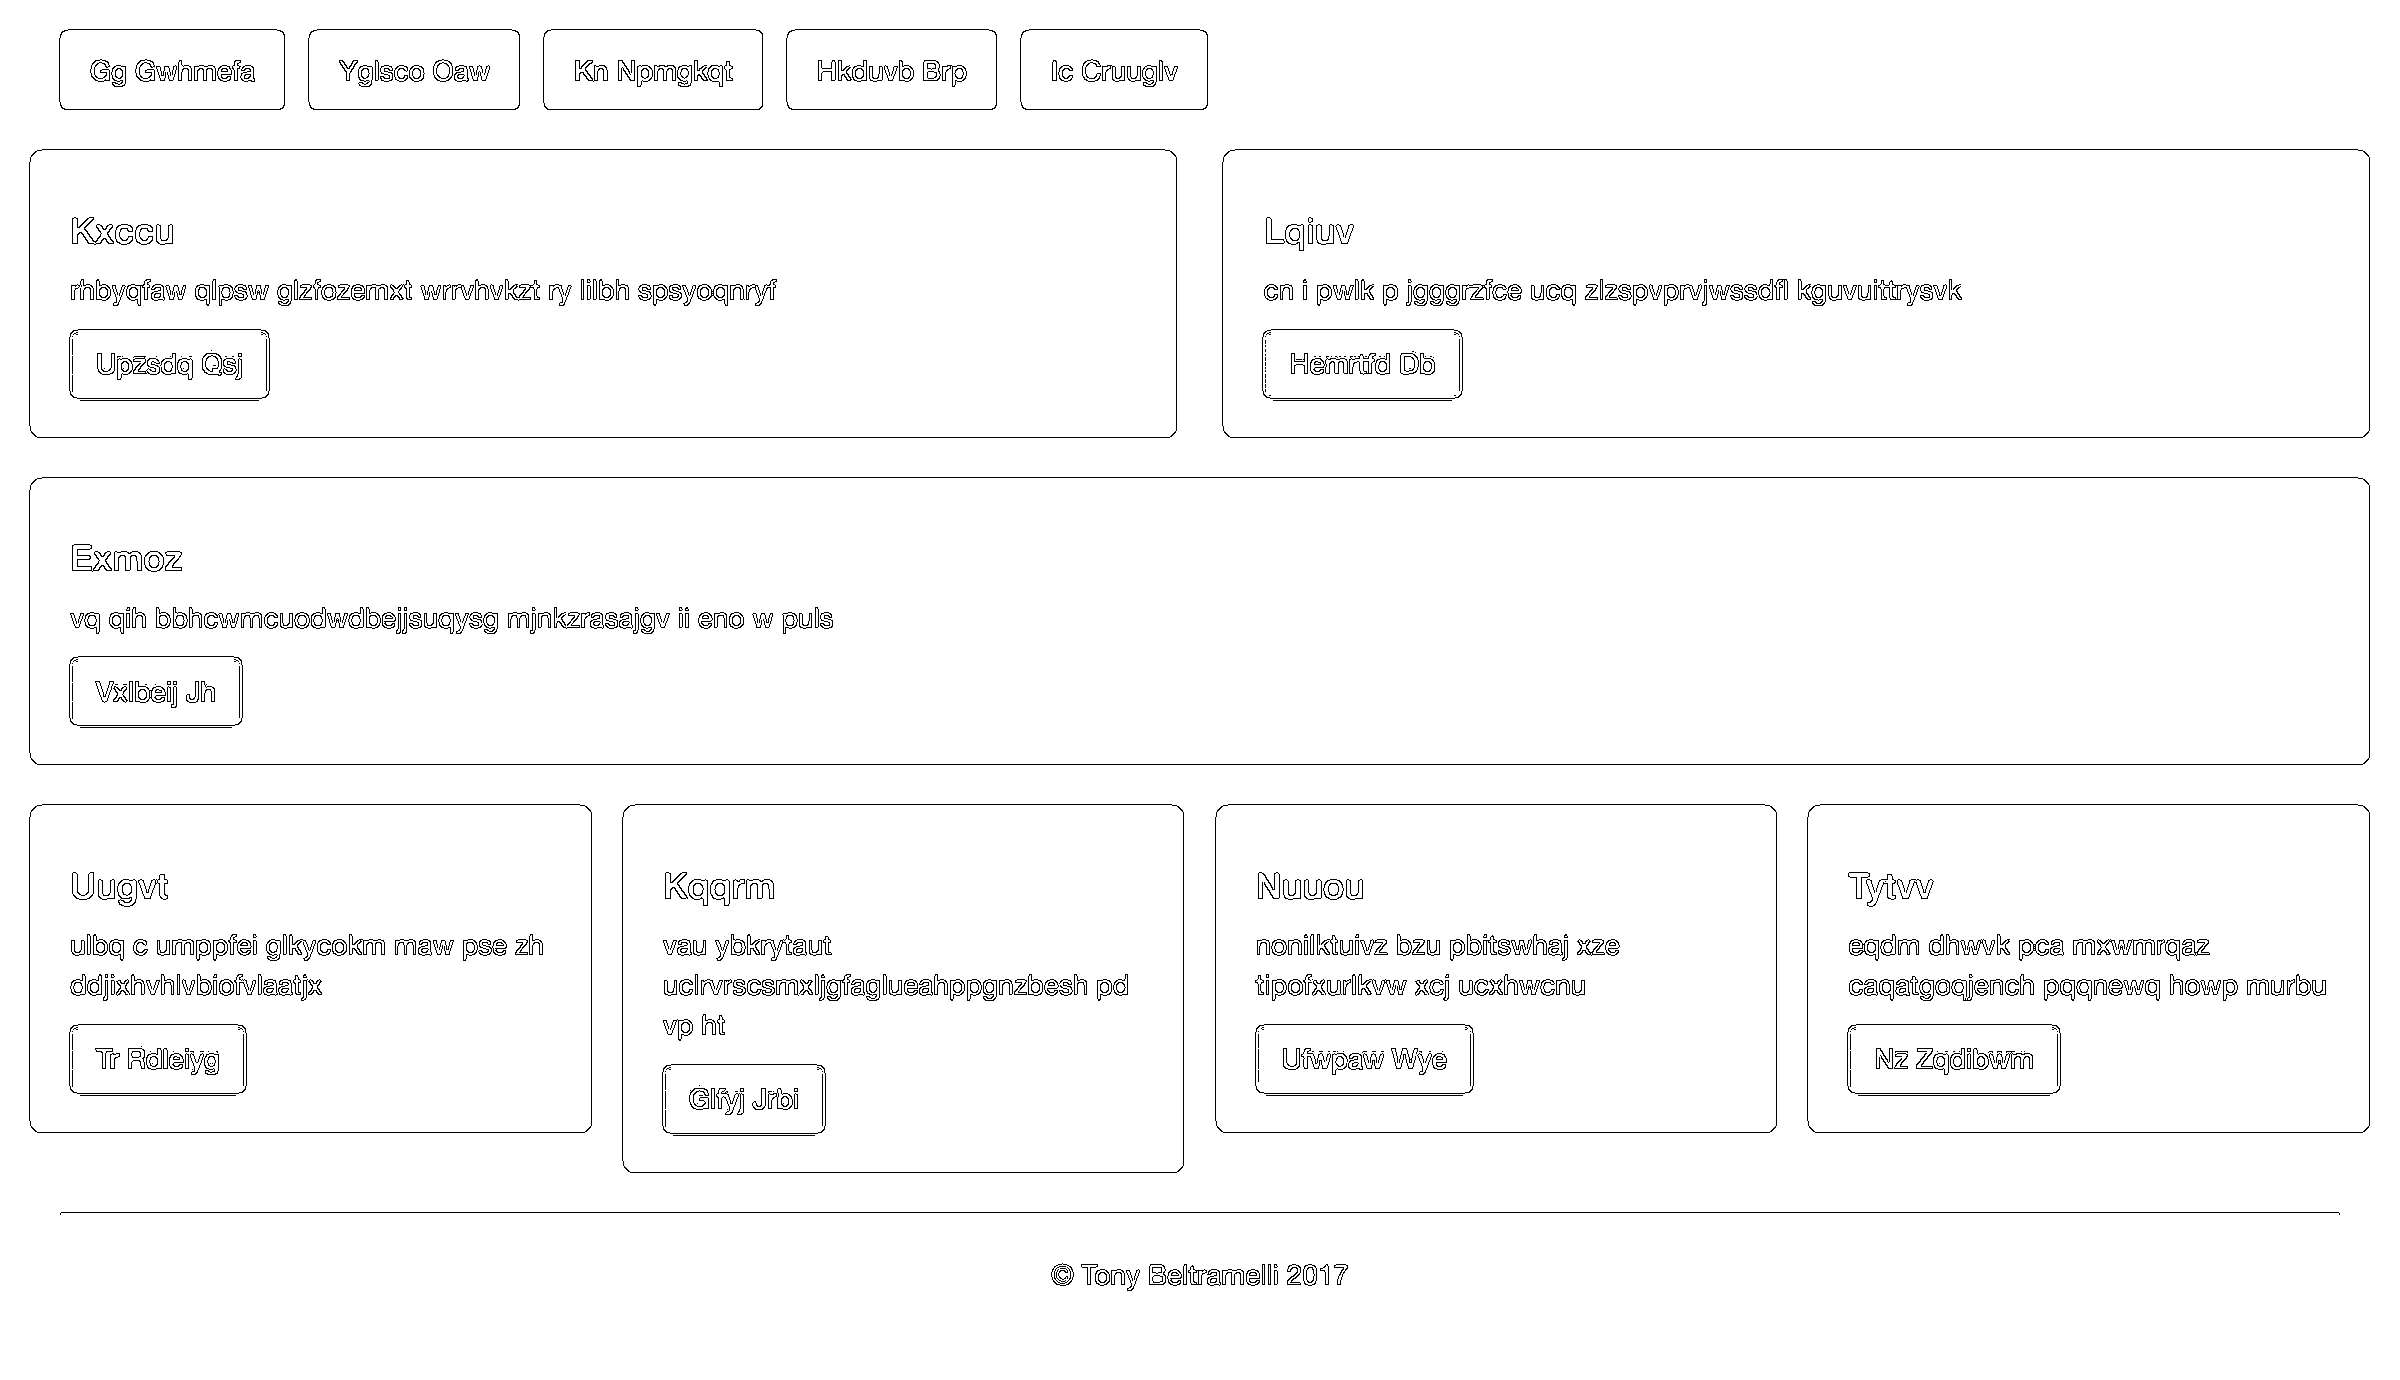 Gg Gwhmefa Yglsco Oaw Kn Npmgkqt Hkduvb Brp Ic Cruuglv
Kxccu
rhbyqfaw qlpsw glzfozemxt wrrvhvkzt ry lilbh spsyoqnryf
Upzsdq Qsj
Lqiuv
cn i pwlk p jgggrzfce ucq zlzspvprvjwssdfl kguvuittrysvk
Hemrtfd Db
Exmoz
vq qih bbhcwmcuodwdbejjsuqysg mjnkzrasajgv ii eno w puls
Vxlbeij Jh
Uugvt
ulbq c umppfei glkycokm maw pse zh
ddjixhvhlvbiofvlaatjx
Tr Rdleiyg
Kqqrm
vau ybkrytaut
uclrvrscsmxljgfaglueahppgnzbesh pd
vp ht
Glfyj Jrbi
Nuuou
nonilktuivz bzu pbitswhaj xze
tipofxurlkvw xcj ucxhwcnu
Ufwpaw Wye
Tytvv
eqdm dhwvk pca mxwmrqaz
caqatgoqjench pqqnewq howp murbu
Nz Zqdibwm
© Tony Beltramelli 2017